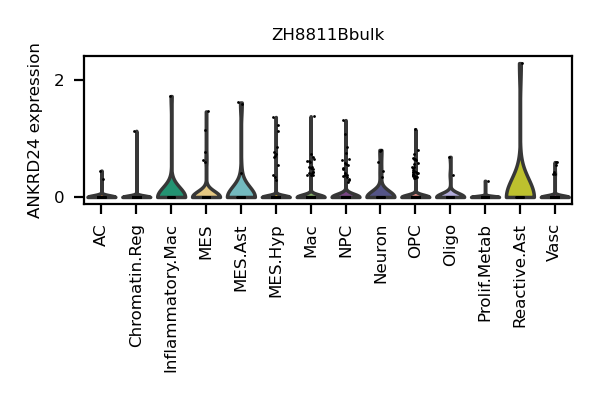 ZH8811Bbulk
ANKRD24 expression
2
0
AC
Chromatin.Reg
Inflammatory.Mac
MES
MES.Ast
MES.Hyp
Mac
NPC
Neuron
OPC
Oligo
Prolif.Metab
Reactive.Ast
Vasc